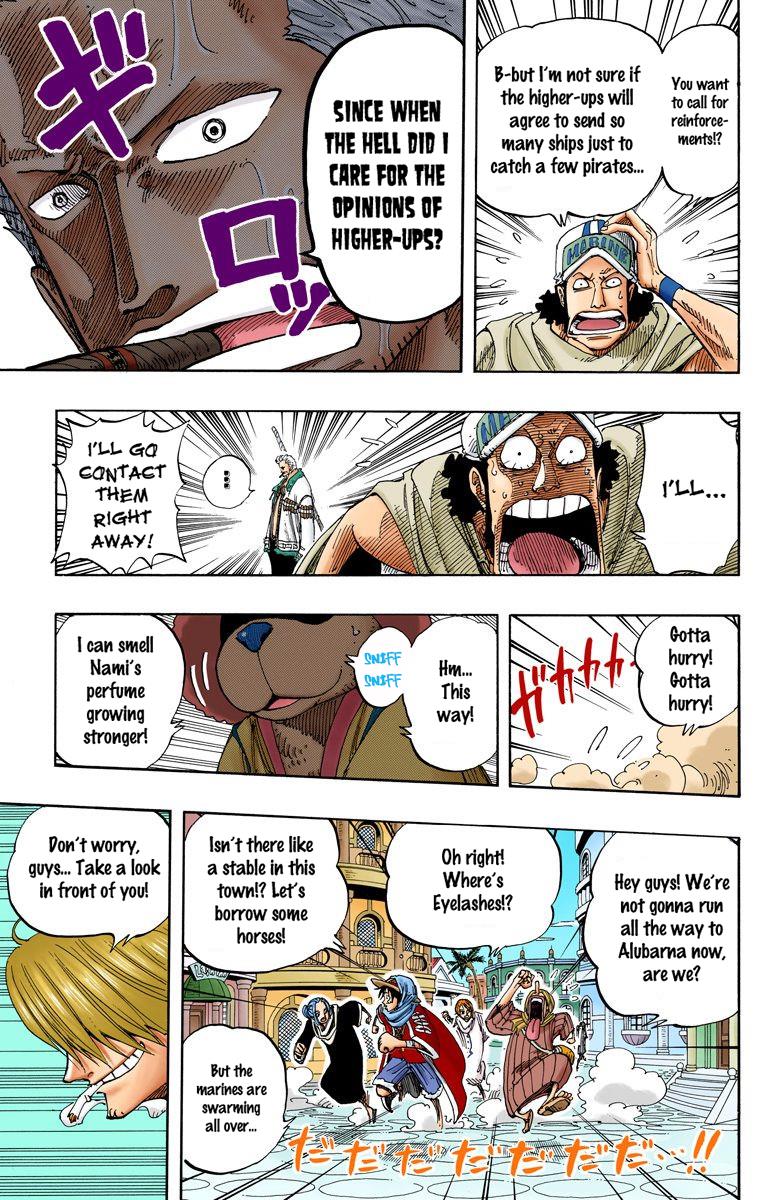 You want
to call for
reinforce-
ments!?
B-but I'm not sure if
the higher-ups will
agree to send so
many ships just to
catch a few pirates...
MARINE
SINCE WHEN
THE HELL DID I
CARE FOR THE
OPINIONS OF
HIGHER-UPS?
ギロッ
I'LL...
MARINE
...
I'LL GO
CONTACT
THEM
RIGHT
AWAY!
Gotta
hurry!
Gotta
hurry!
ガサササ
Hm...
This
way!
SNIFF
SNIFF
I can smell
Nami's
perfume
growing
stronger!
Hey guys! We're
not gonna run
all the way to
Alubarna now,
are we?
Oh right!
Where's
Eyelashes!?
Isn't there like
a stable in this
town!? Let's
borrow some
horses!
But the
marines are
swarming
all over...
だだだだだだだ…!!
Don't worry,
guys... Take a look
in front of you!